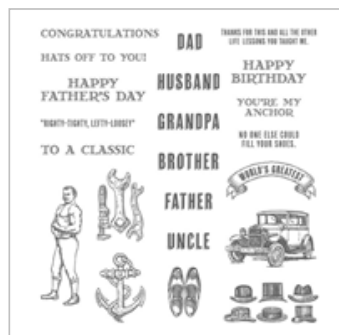 CONGRATULATIONS
HATS OFF TO YOU!
HAPPY
FATHER'S DAY
"RIGHTY-TIGHTY, LEFTY-LOOSEY"
TO A CLASSIC
DAD
HUSBAND
GRANDPA
BROTHER
FATHER
UNCLE
THANKS FOR THIS AND ALL THE OTHER
LIFE LESSONS YOU TAUGHT ME.
HAPPY
BIRTHDAY
YOU'RE MY
ANCHOR
NO ONE ELSE COULD
FILL YOUR SHOES.
WORLD'S GREATEST